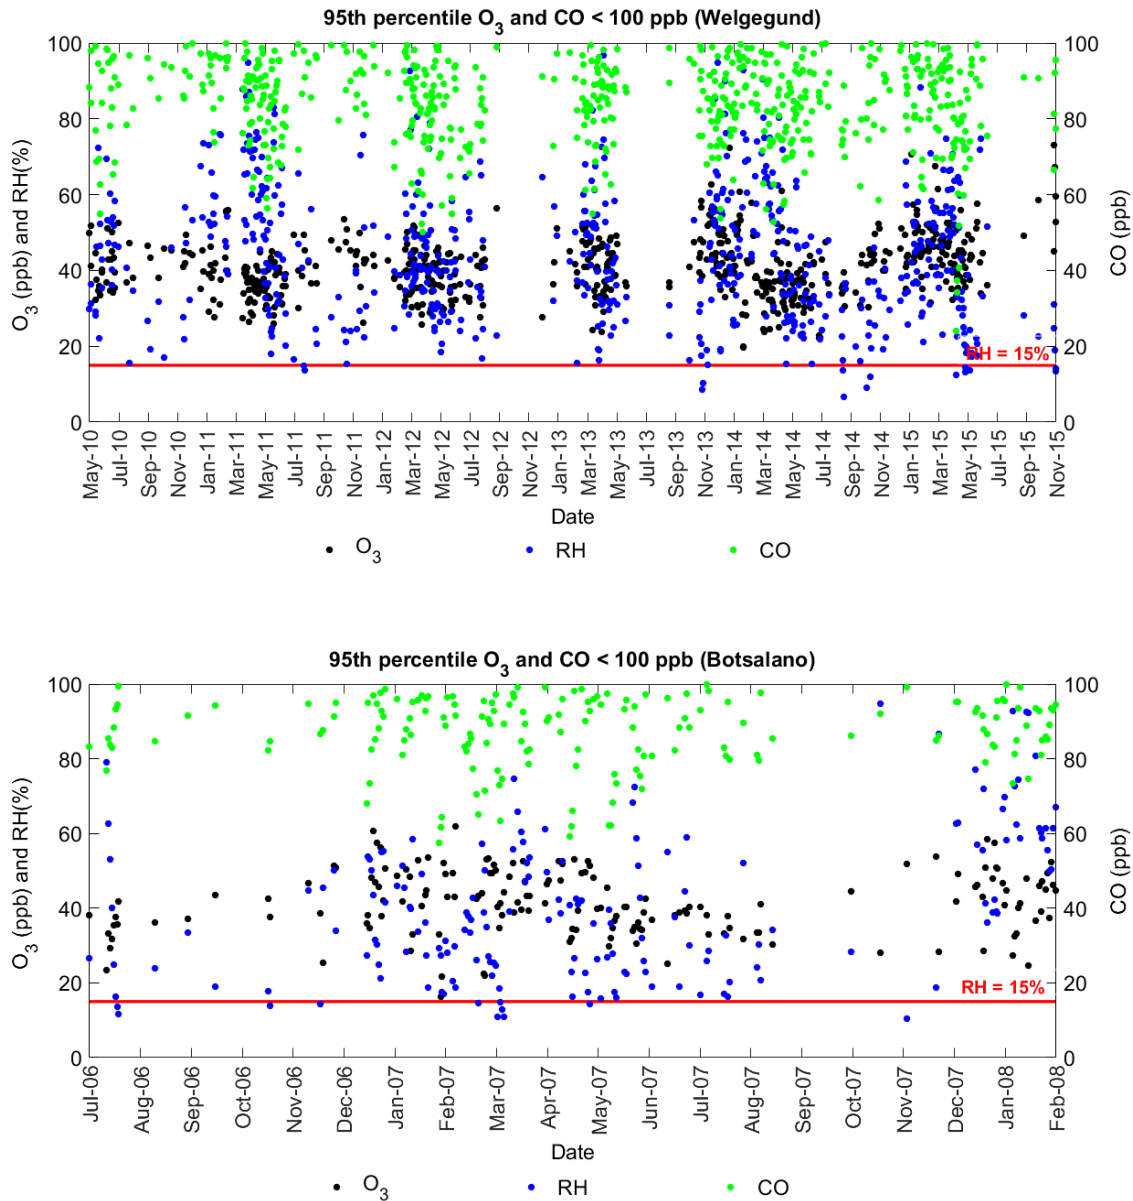 95th percentile O3 and CO < 100 ppb (Welgegund)
O3 (ppb) and RH(%)
100
80
60
40
20
0
100
80
60
40
20
0
CO (ppb)
RH = 15%
May-10
Jul-10
Sep-10
Nov-10
Jan-11
Mar-11
May-11
Jul-11
Sep-11
Nov-11
Jan-12
Mar-12
May-12
Jul-12
Sep-12
Nov-12
Jan-13
Mar-13
May-13
Jul-13
Sep-13
Nov-13
Jan-14
Mar-14
May-14
Jul-14
Sep-14
Nov-14
Jan-15
Mar-15
May-15
Jul-15
Sep-15
Nov-15
Date
O3 RH CO
95th percentile O3 and CO < 100 ppb (Botsalano)
O3 (ppb) and RH(%)
100
80
60
40
20
0
100
80
60
40
20
0
CO (ppb)
RH = 15%
Jul-06
Aug-06
Sep-06
Oct-06
Nov-06
Dec-06
Jan-07
Feb-07
Mar-07
Apr-07
May-07
Jun-07
Jul-07
Aug-07
Sep-07
Oct-07
Nov-07
Dec-07
Jan-08
Feb-08
Date
O3 RH CO